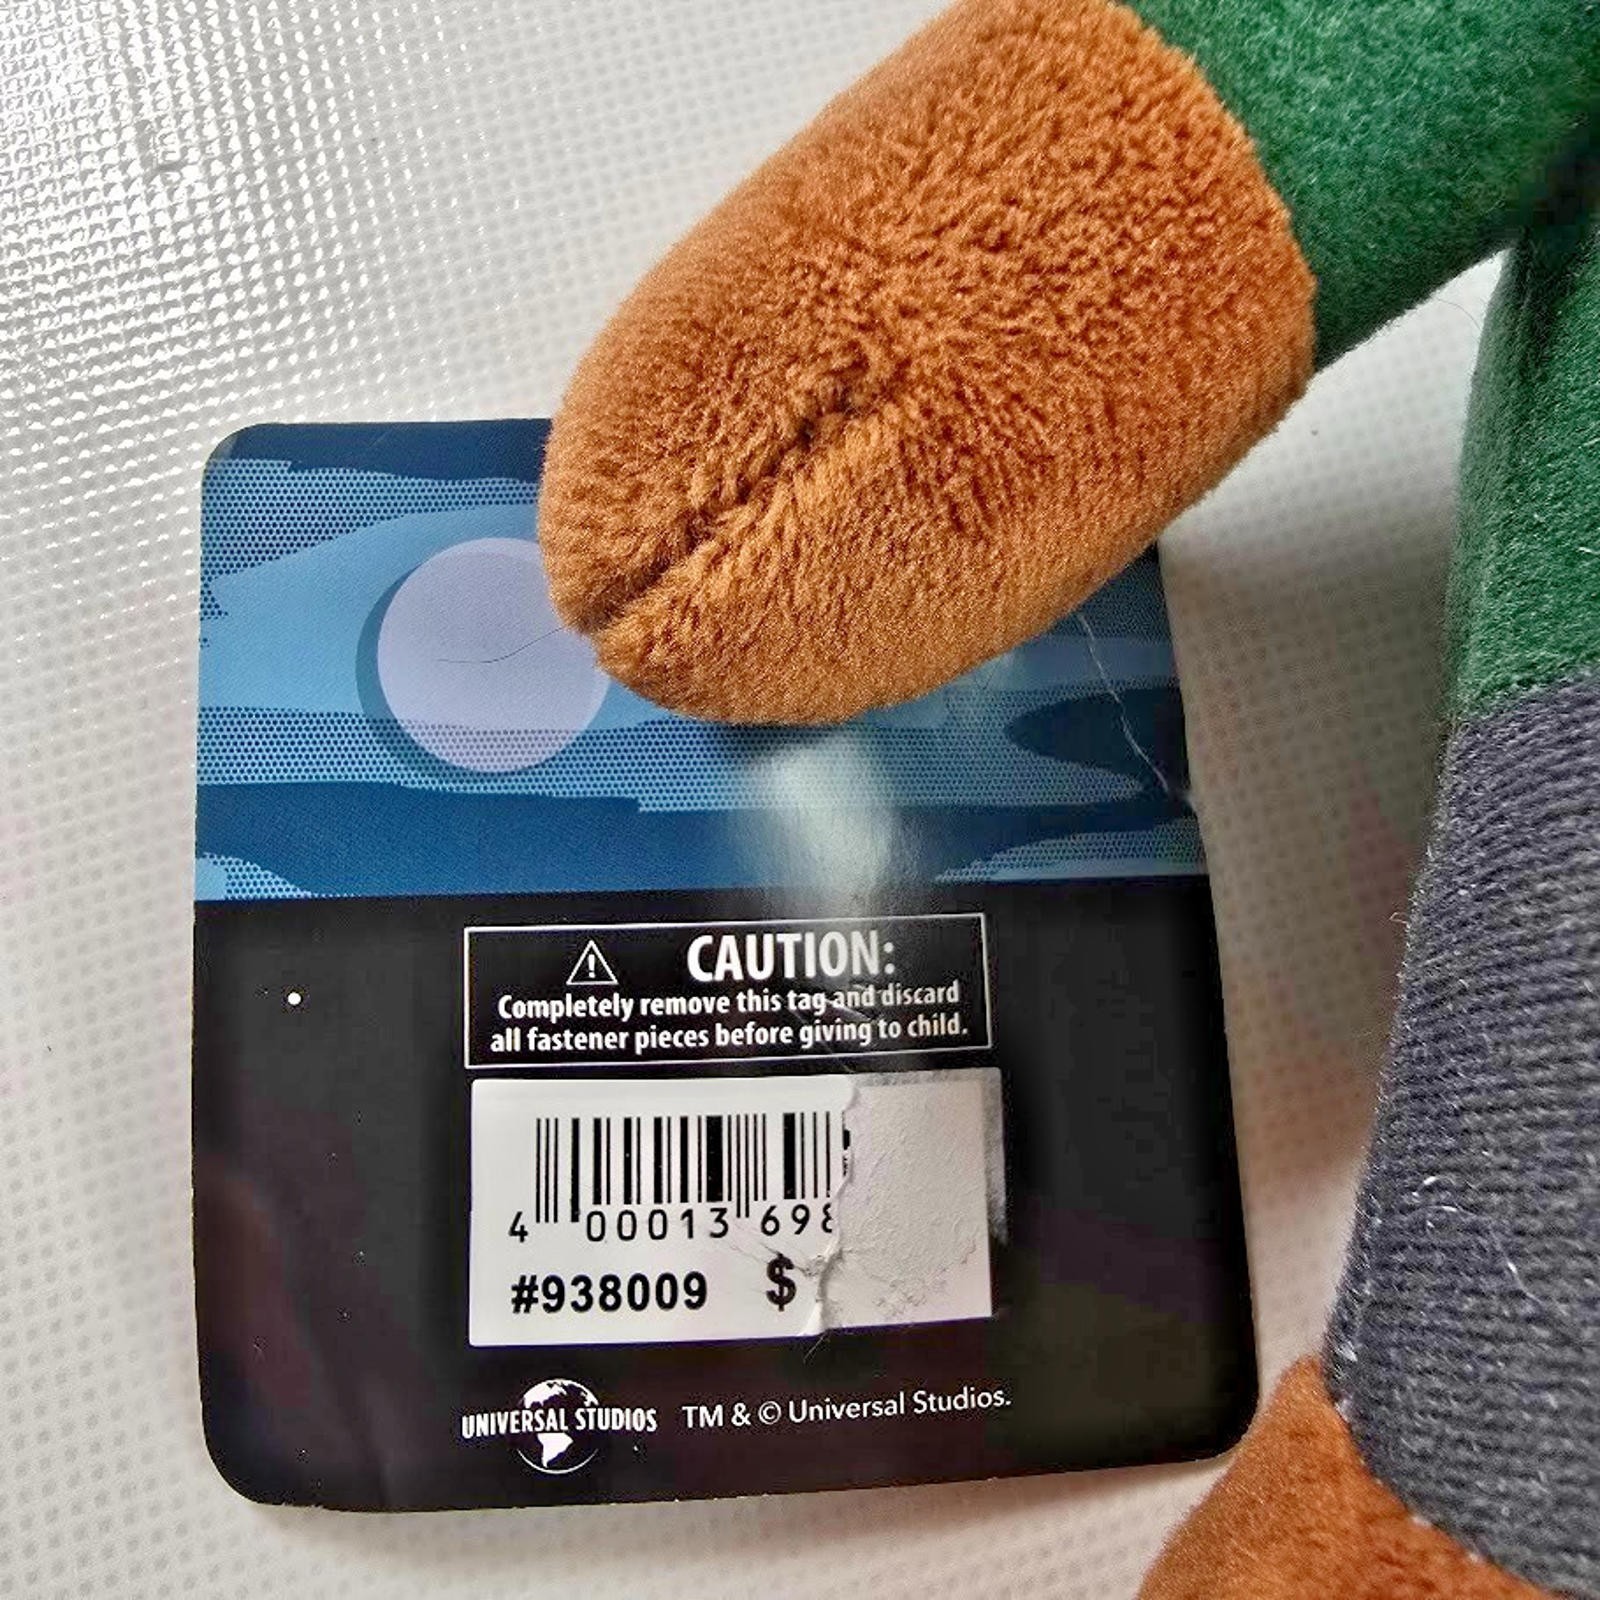 CAUTION:
Completely remove this tag and discard
all fastener pieces before giving to child.
4 00013 698
#938009 $
UNIVERSAL STUDIOS TM & © Universal Studios.